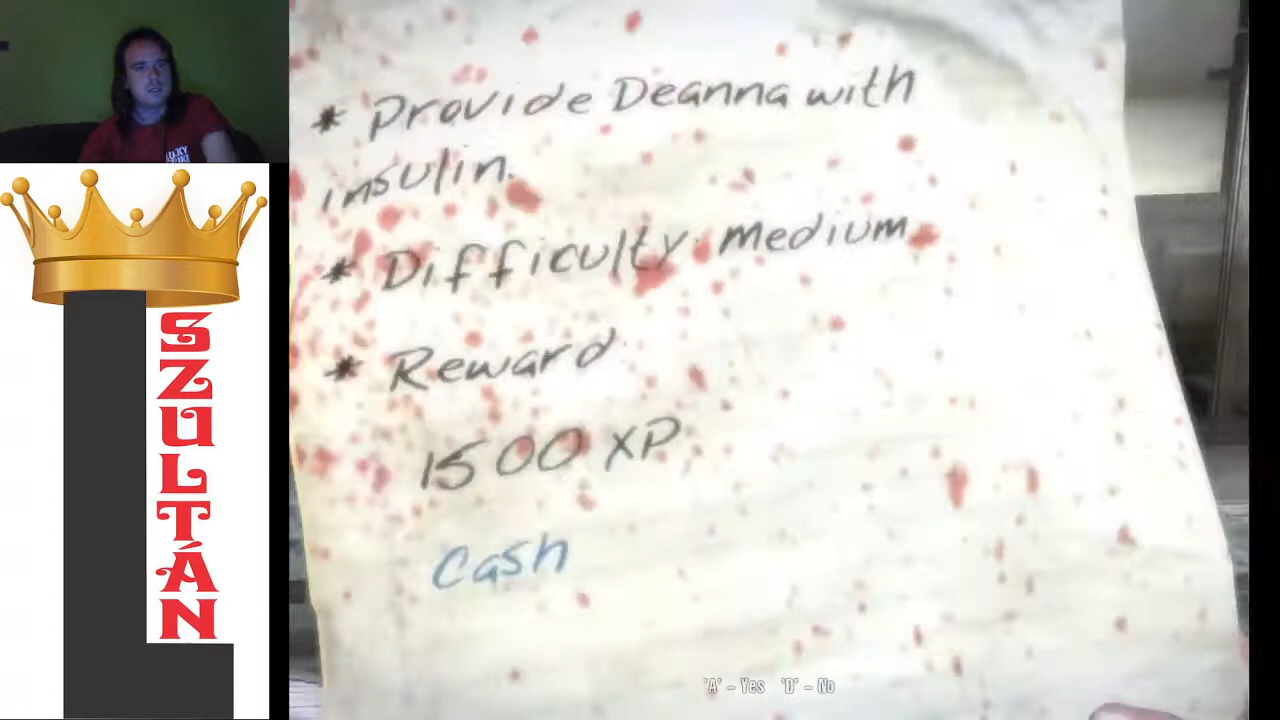 * Provide Deanna with
insulin.
* Difficulty medium
* Reward
1500 XP
Cash
'A' – Yes 'D' – No
L
SZULTÁN